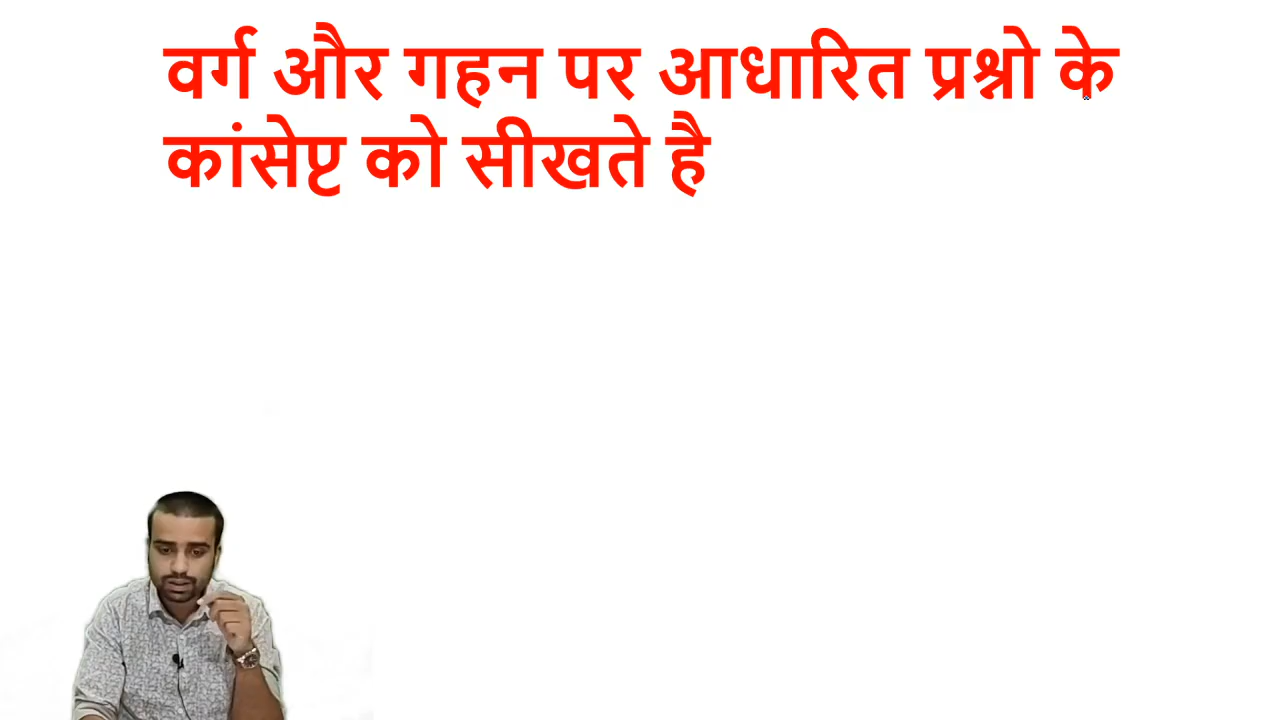 वर्ग और गहन पर आधारित प्रश्नो के
कांसेप्ट को सीखते है